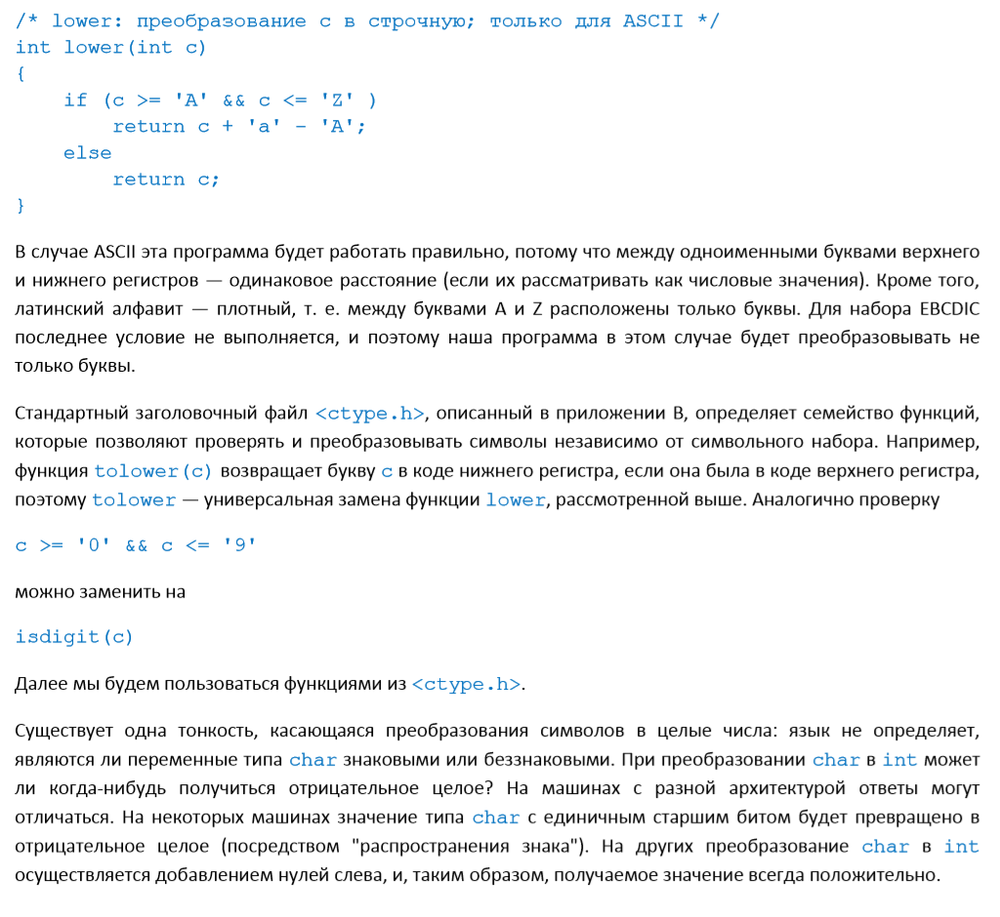 /* lower: преобразование c в строчную; только для ASCII */
int lower(int c)
{
    if (c >= 'A' && c <= 'Z' )
        return c + 'a' – 'A';
    else
        return c;
}
В случае ASCII эта программа будет работать правильно, потому что между одноименными буквами верхнего
и нижнего регистров — одинаковое расстояние (если их рассматривать как числовые значения). Кроме того,
латинский алфавит — плотный, т. е. между буквами A и Z расположены только буквы. Для набора EBCDIC
последнее условие не выполняется, и поэтому наша программа в этом случае будет преобразовывать не
только буквы.
Стандартный заголовочный файл <ctype.h>, описанный в приложении B, определяет семейство функций,
которые позволяют проверять и преобразовывать символы независимо от символьного набора. Например,
функция tolower(c) возвращает букву c в коде нижнего регистра, если она была в коде верхнего регистра,
поэтому tolower — универсальная замена функции lower, рассмотренной выше. Аналогично проверку
c >= '0' && c <= '9'
можно заменить на
isdigit(c)
Далее мы будем пользоваться функциями из <ctype.h>.
Существует одна тонкость, касающаяся преобразования символов в целые числа: язык не определяет,
являются ли переменные типа char знаковыми или беззнаковыми. При преобразовании char в int может
ли когда-нибудь получиться отрицательное целое? На машинах с разной архитектурой ответы могут
отличаться. На некоторых машинах значение типа char с единичным старшим битом будет превращено в
отрицательное целое (посредством "распространения знака"). На других преобразование char в int
осуществляется добавлением нулей слева, и, таким образом, получаемое значение всегда положительно.